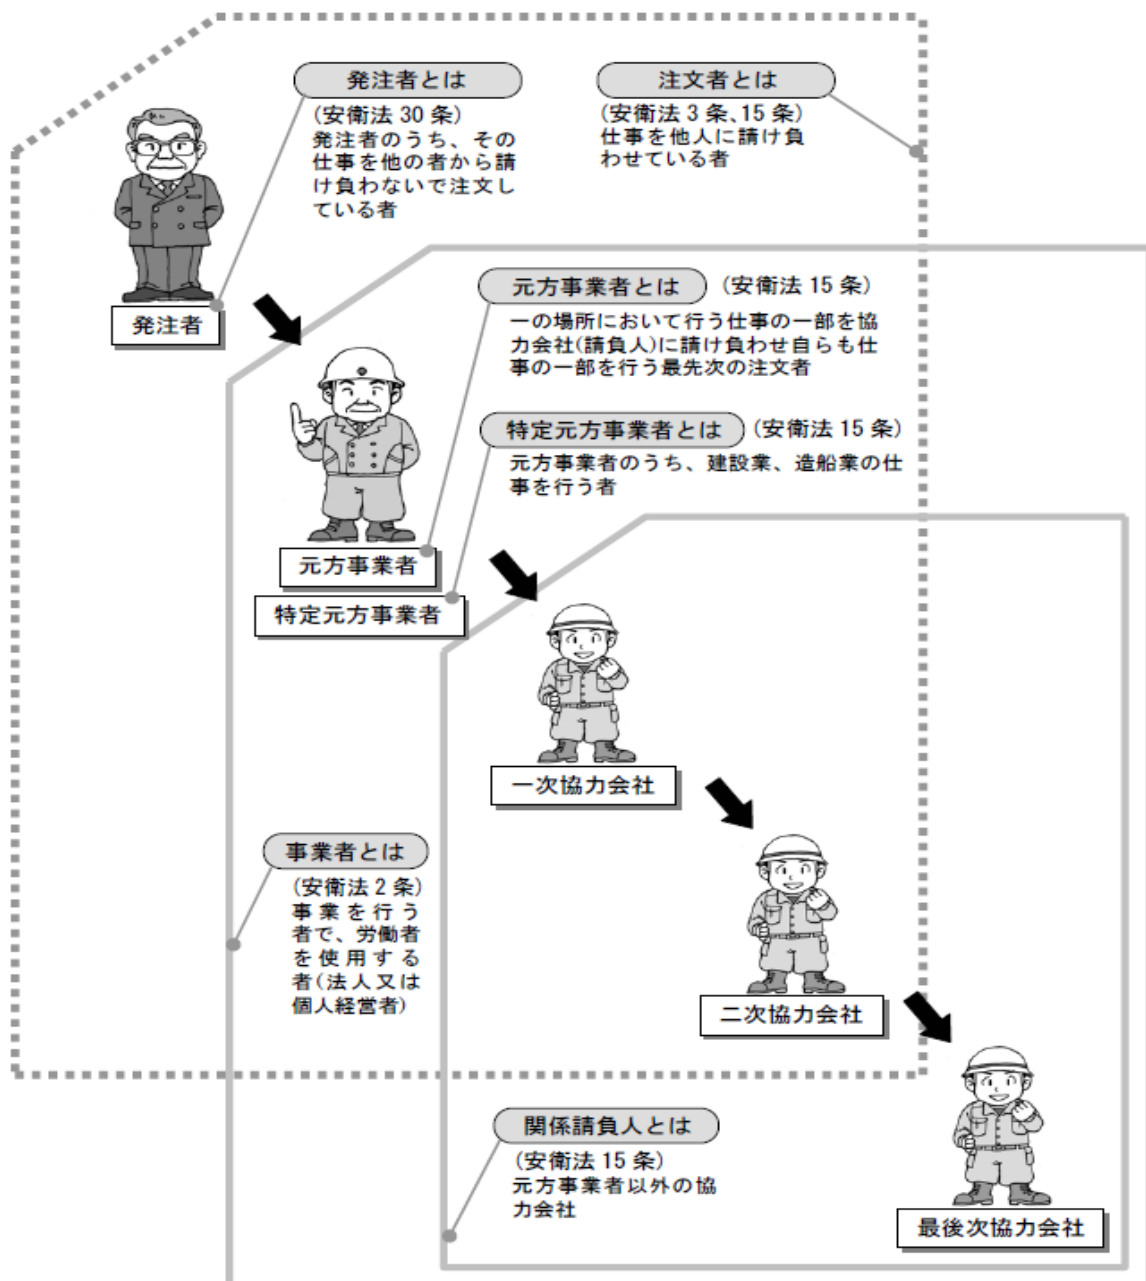 発注者とは
(安衛法 30 条)
発注者のうち、その
仕事を他の者から請
け負わないで注文し
ている者
注文者とは
(安衛法 3 条、15 条)
仕事を他人に請け負
わせている者
発注者
元方事業者とは
(安衛法 15 条)
一の場所において行う仕事の一部を協
力会社(請負人)に請け負わせ自らも仕
事の一部を行う最先次の注文者
特定元方事業者とは
(安衛法 15 条)
元方事業者のうち、建設業、造船業の仕
事を行う者
元方事業者
特定元方事業者
一次協力会社
事業者とは
(安衛法 2 条)
事業を行う
者で、労働者
を使用する
者(法人又は
個人経営者)
二次協力会社
関係請負人とは
(安衛法 15 条)
元方事業者以外の協
力会社
最後次協力会社